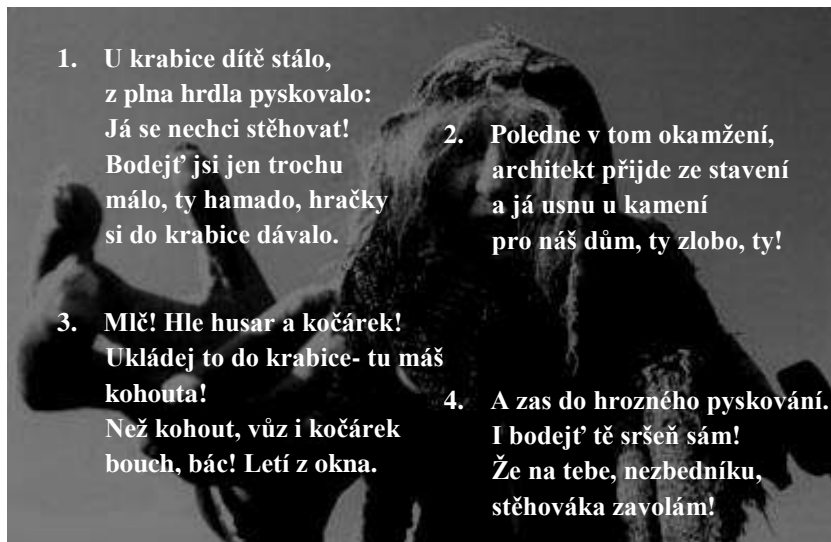 1. U krabice dítě stálo,
z plna hrdla pyskovalo:
Já se nechci stěhovat!
Bodejť jsi jen trochu
málo, ty hamado, hračky
si do krabice dávalo.
2. Poledne v tom okamžení,
architekt přijde ze stavení
a já usnu u kamení
pro náš dům, ty zlobo, ty!
3. Mlč! Hle husar a kočárek!
Ukládej to do krabice- tu máš
kohouta!
Než kohout, vůz i kočárek
bouch, bác! Letí z okna.
4. A zas do hrozného pyskování.
I bodejť tě sršeň sám!
Že na tebe, nezbedníku,
stěhováka zavolám!